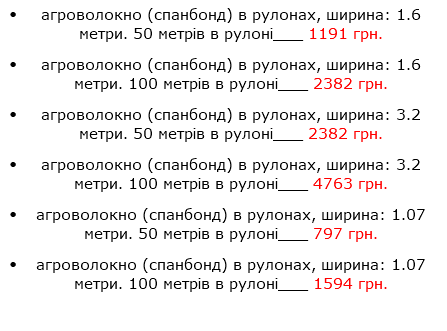 • агроволокно (спанбонд) в рулонах, ширина: 1.6
метри. 50 метрів в рулоні___ 1191 грн.
• агроволокно (спанбонд) в рулонах, ширина: 1.6
метри. 100 метрів в рулоні___ 2382 грн.
• агроволокно (спанбонд) в рулонах, ширина: 3.2
метри. 50 метрів в рулоні___ 2382 грн.
• агроволокно (спанбонд) в рулонах, ширина: 3.2
метри. 100 метрів в рулоні___ 4763 грн.
• агроволокно (спанбонд) в рулонах, ширина: 1.07
метри. 50 метрів в рулоні___ 797 грн.
• агроволокно (спанбонд) в рулонах, ширина: 1.07
метри. 100 метрів в рулоні___ 1594 грн.